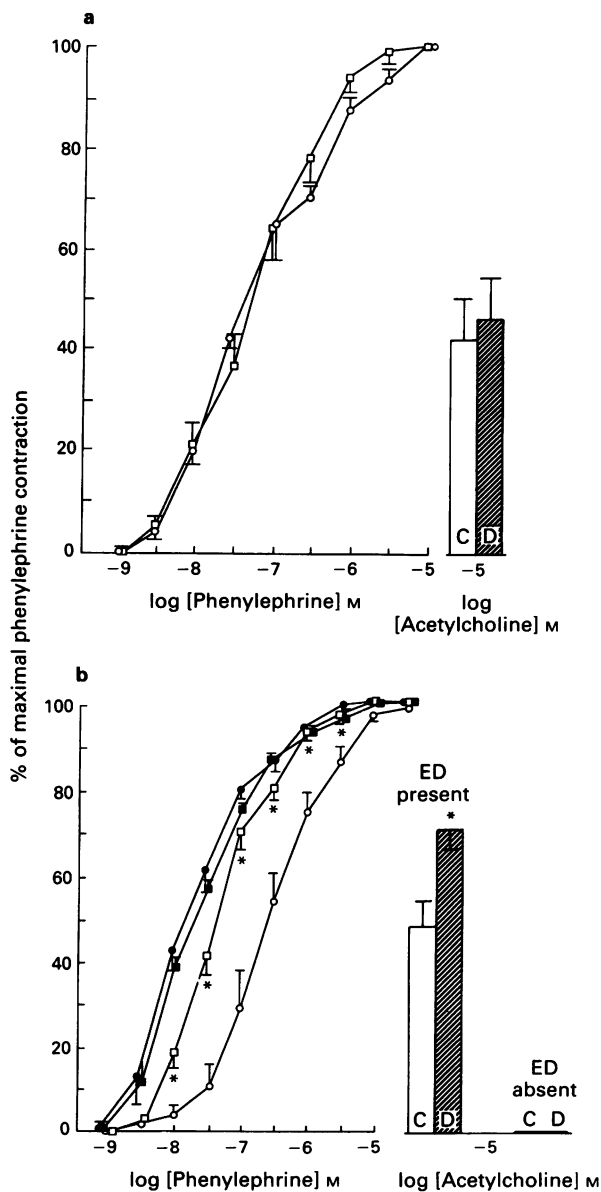 a
% of maximal phenylephrine contraction
100
80
60
40
20
0
−9 −8 −7 −6 −5
log [Phenylephrine] M
C D
−5
log
[Acetylcholine] M
b
100
80
60
40
20
0
* * * * * *
−9 −8 −7 −6 −5
log [Phenylephrine] M
ED
present
*
C D
ED
absent
C D
−5
log [Acetylcholine] M